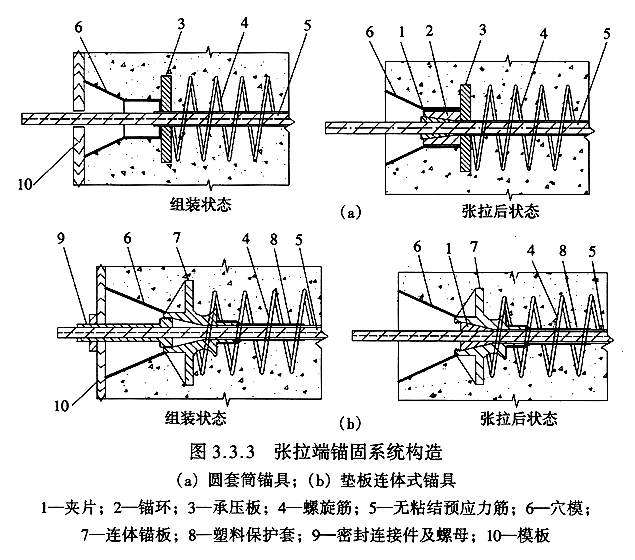 6 3 4 5
10
组装状态
6 1 2 3 4 5
张拉后状态
(a)
9 6 7 4 8 5
10
组装状态
6 1 7 4 8 5
张拉后状态
(b)
图 3.3.3 张拉端锚固系统构造
(a) 圆套筒锚具；(b) 垫板连体式锚具
1—夹片；2—锚环；3—承压板；4—螺旋筋；5—无粘结预应力筋；6—穴模；
7—连体锚板；8—塑料保护套；9—密封连接件及螺母；10—模板